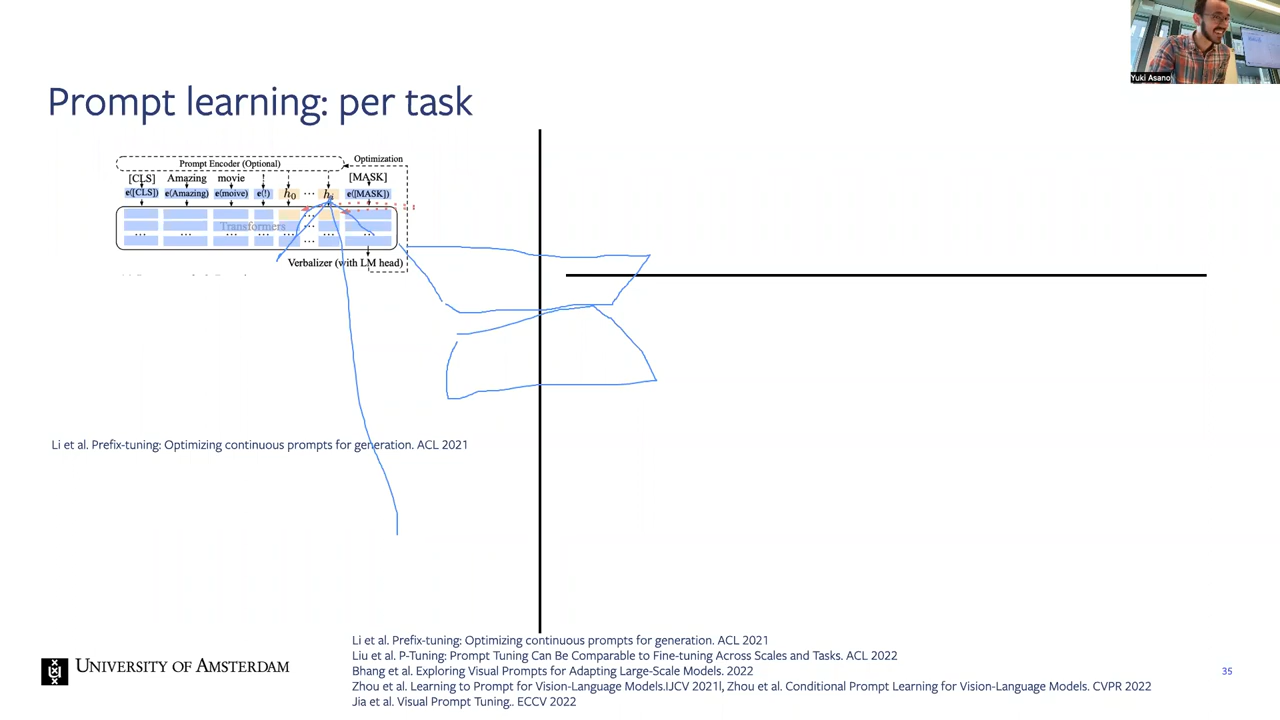 Yuki Asano
Prompt learning: per task
Prompt Encoder (Optional)
Optimization
[CLS] Amazing movie ! [MASK]
e([CLS]) e(Amazing) e(moive) e(!) h0 ... hi e([MASK])
...
Transformers
... ... ... ... ... ... ...
Verbalizer (with LM head)
Li et al. Prefix-tuning: Optimizing continuous prompts for generation. ACL 2021
Li et al. Prefix-tuning: Optimizing continuous prompts for generation. ACL 2021
Liu et al. P-Tuning: Prompt Tuning Can Be Comparable to Fine-tuning Across Scales and Tasks. ACL 2022
Bhang et al. Exploring Visual Prompts for Adapting Large-Scale Models. 2022
Zhou et al. Learning to Prompt for Vision-Language Models.IJCV 2021l, Zhou et al. Conditional Prompt Learning for Vision-Language Models. CVPR 2022
Jia et al. Visual Prompt Tuning.. ECCV 2022
UNIVERSITY OF AMSTERDAM
35